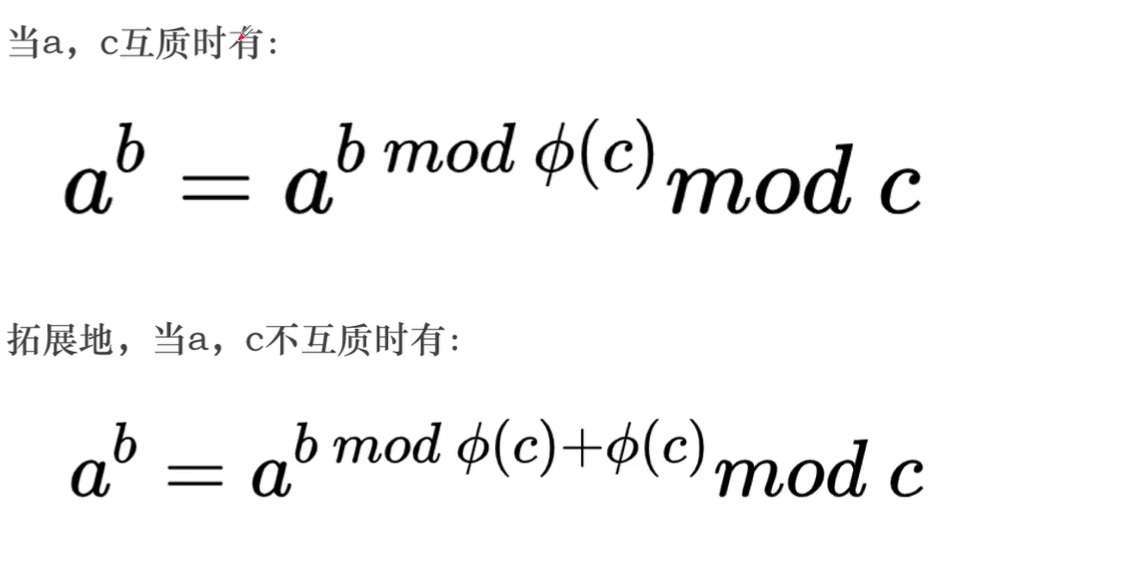 当a，c互质时有：
a^b = a^{b mod ϕ(c)} mod c
拓展地，当a，c不互质时有：
a^b = a^{b mod ϕ(c)+ϕ(c)} mod c